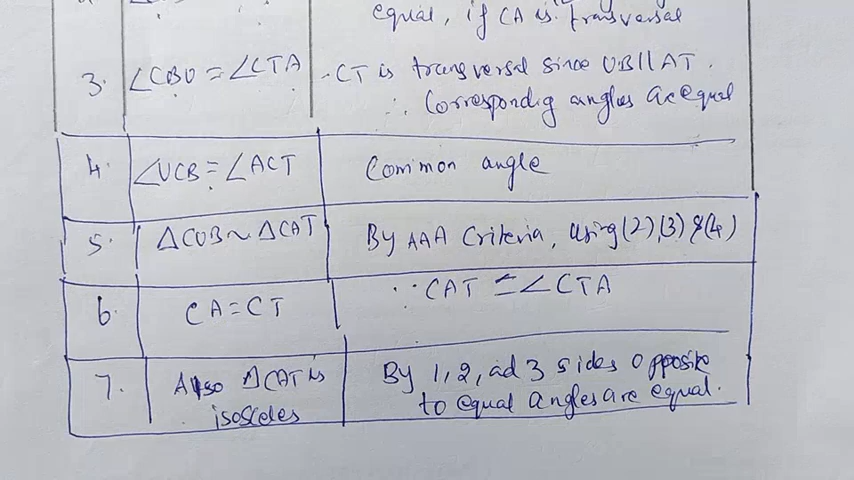 equal, if CA is transversal
3. ∠CBU = ∠CTA · CT is transversal since UB || AT.
∴ Correspondig angles are equal
4. ∠UCB = ∠ACT Common angle
5. ΔCUB ~ ΔCAT By AAA Criteria, using (2),(3) & (4)
6. CA = CT ∵ CAT = ∠CTA
7. Also ΔCAT is By 1, 2, ad 3 sides opposite
isosceles to equal angles are equal.